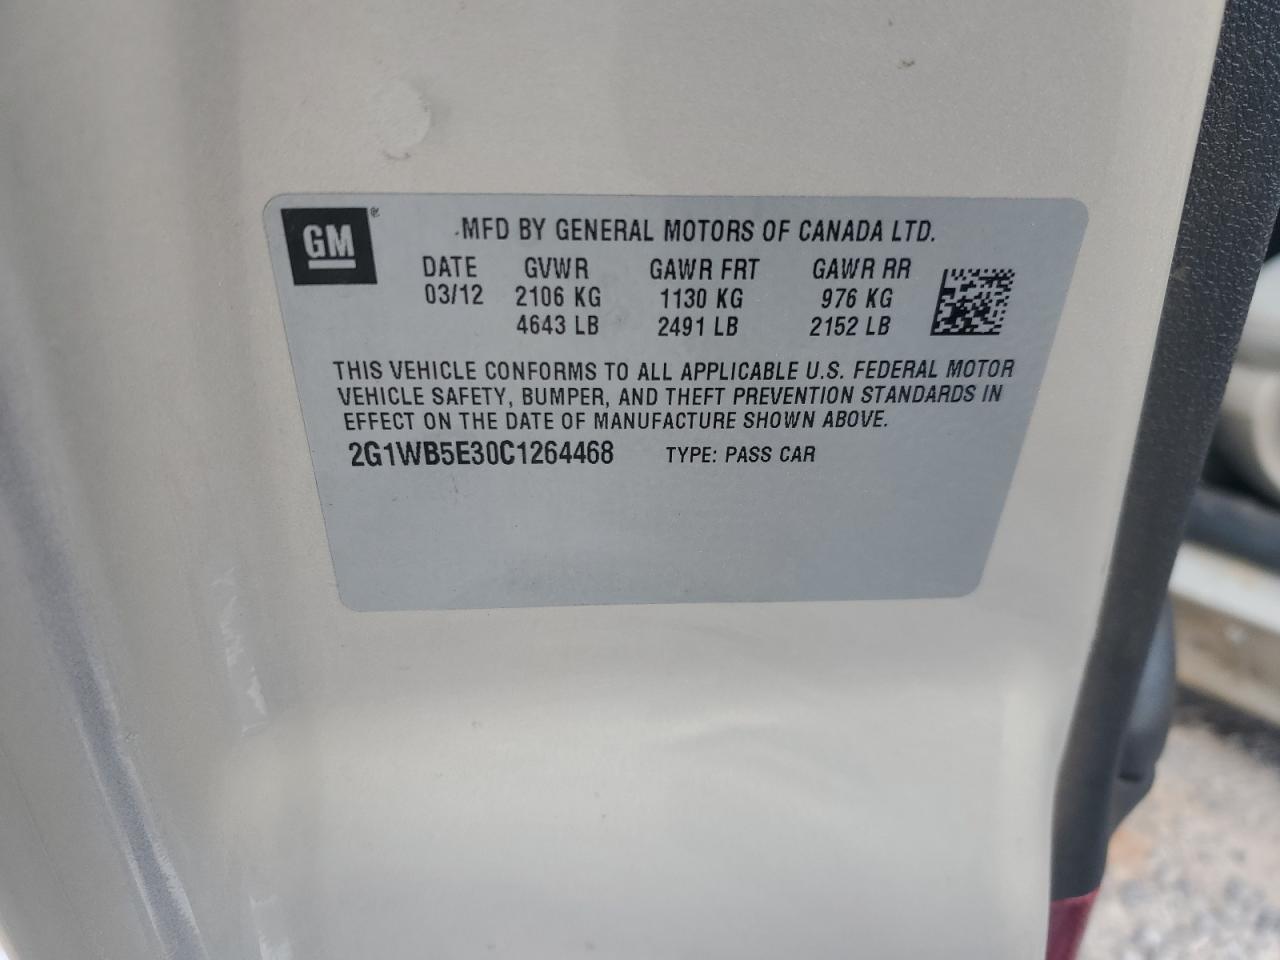 GM®
MFD BY GENERAL MOTORS OF CANADA LTD.
DATE GVWR GAWR FRT GAWR RR
03/12 2106 KG 1130 KG 976 KG
4643 LB 2491 LB 2152 LB
THIS VEHICLE CONFORMS TO ALL APPLICABLE U.S. FEDERAL MOTOR
VEHICLE SAFETY, BUMPER, AND THEFT PREVENTION STANDARDS IN
EFFECT ON THE DATE OF MANUFACTURE SHOWN ABOVE.
2G1WB5E30C1264468 TYPE: PASS CAR